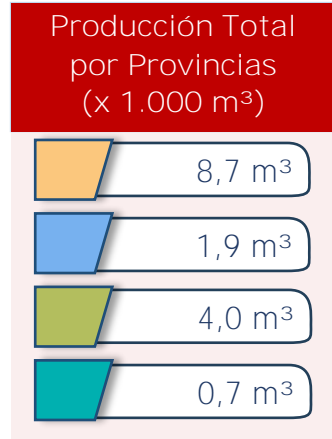 Producción Total
por Provincias
(x 1.000 m³)
8,7 m³
1,9 m³
4,0 m³
0,7 m³